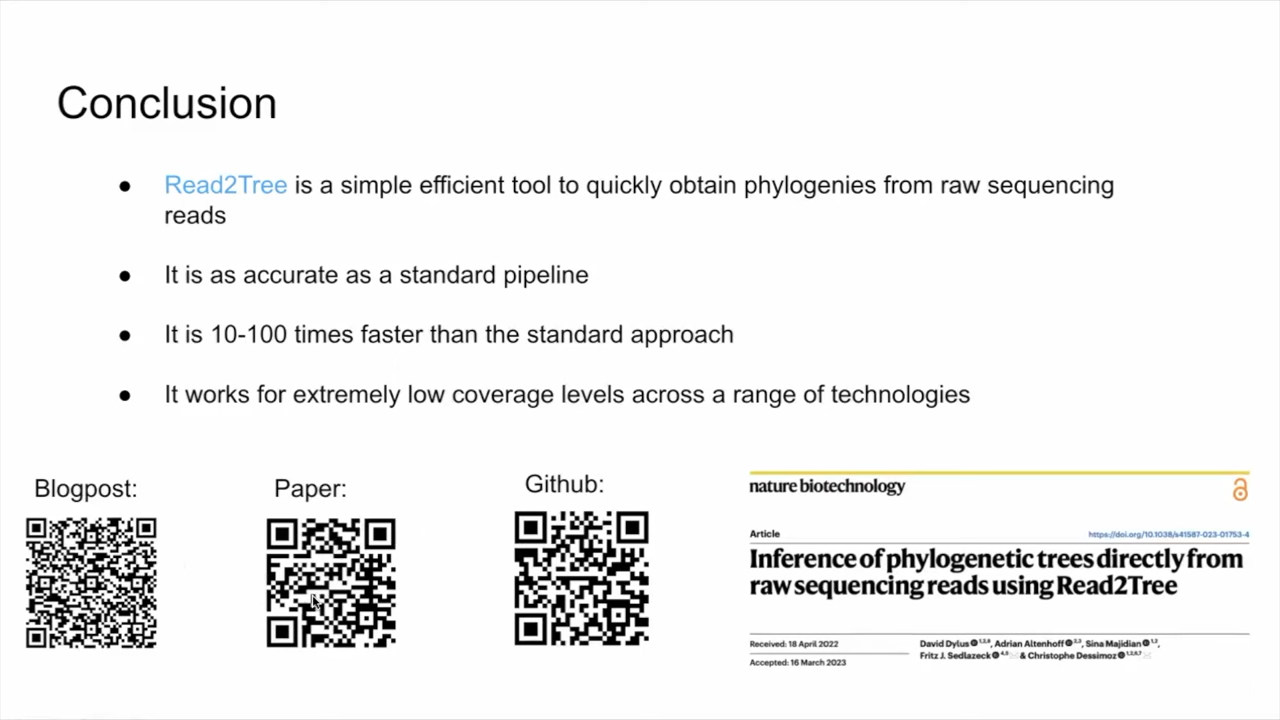 Conclusion
● Read2Tree is a simple efficient tool to quickly obtain phylogenies from raw sequencing
reads
● It is as accurate as a standard pipeline
● It is 10-100 times faster than the standard approach
● It works for extremely low coverage levels across a range of technologies
Blogpost:
Paper:
Github:
nature biotechnology
Article
https://doi.org/10.1038/s41587-023-01753-4
Inference of phylogenetic trees directly from
raw sequencing reads using Read2Tree
Received: 18 April 2022
Accepted: 16 March 2023
David Dylus, Adrian Altenhoff, Sina Majidian,
Fritz J. Sedlazeck & Christophe Dessimoz